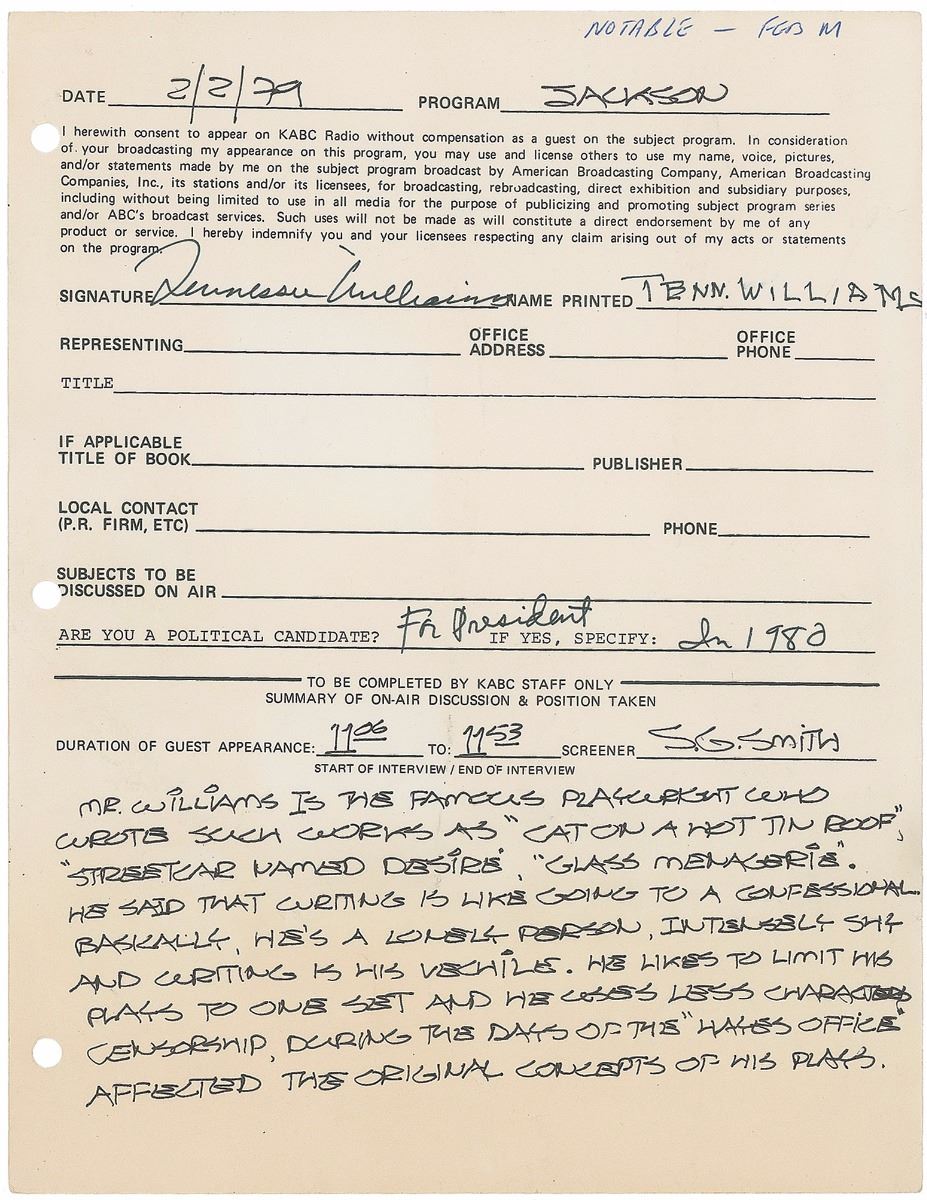 NOTABLE — FEB M
DATE 2/2/79 PROGRAM JACKSON
I herewith consent to appear on KABC Radio without compensation as a guest on the subject program. In consideration
of your broadcasting my appearance on this program, you may use and license others to use my name, voice, pictures,
and/or statements made by me on the subject program broadcast by American Broadcasting Company, American Broadcasting
Companies, Inc., its stations and/or its licensees, for broadcasting, rebroadcasting, direct exhibition and subsidiary purposes,
including without being limited to use in all media for the purpose of publicizing and promoting subject program series
and/or ABC's broadcast services. Such uses will not be made as will constitute a direct endorsement by me of any
product or service. I hereby indemnify you and your licensees respecting any claim arising out of my acts or statements
on the program.
SIGNATURE Tennessee Williams NAME PRINTED TENN. WILLIAMS
REPRESENTING OFFICE ADDRESS OFFICE PHONE
TITLE
IF APPLICABLE
TITLE OF BOOK PUBLISHER
LOCAL CONTACT
(P.R. FIRM, ETC) PHONE
SUBJECTS TO BE
DISCUSSED ON AIR
ARE YOU A POLITICAL CANDIDATE? For President IF YES, SPECIFY: In 1980
TO BE COMPLETED BY KABC STAFF ONLY
SUMMARY OF ON-AIR DISCUSSION & POSITION TAKEN
DURATION OF GUEST APPEARANCE: 1106 TO: 1153 SCREENER S.G. SMITH
START OF INTERVIEW / END OF INTERVIEW
MR. WILLIAMS IS THE FAMOUS PLAYWRIGHT WHO
WROTE SUCH WORKS AS "CAT ON A HOT TIN ROOF",
"STREETCAR NAMED DESIRE", "GLASS MENAGERIE".
HE SAID THAT WRITING IS LIKE GOING TO A CONFESSIONAL.
BASICALLY, HE'S A LONELY PERSON, INTENSELY SHY
AND WRITING IS HIS VECHILE. HE LIKES TO LIMIT HIS
PLAYS TO ONE SET AND HE USES LESS CHARACTERS
CENSORSHIP, DURING THE DAYS OF THE "HAYES OFFICE"
AFFECTED THE ORIGINAL CONCEPTS OF HIS PLAYS.